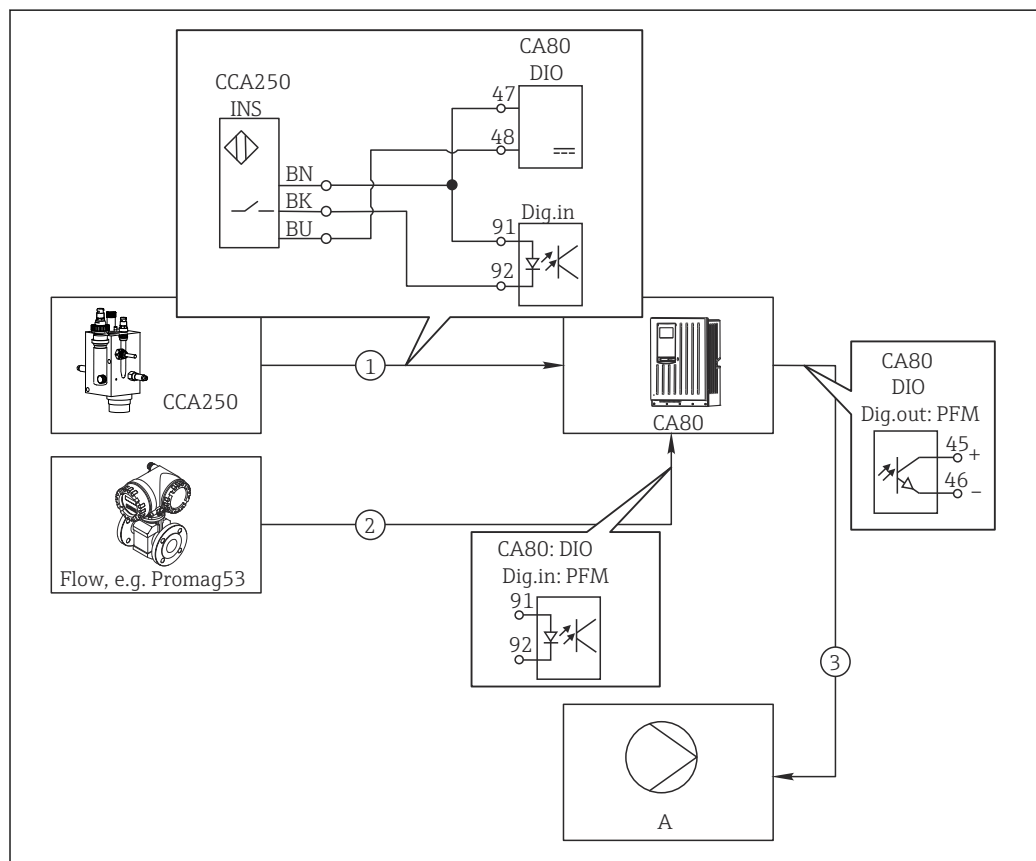 CA80
DIO
CCA250
INS
47
48
BN
BK
BU
Dig.in
91
92
CCA250
1
CA80
CA80
DIO
Dig.out: PFM
45
+
46
−
Flow, e.g. Promag53
2
CA80: DIO
Dig.in: PFM
91
92
3
A